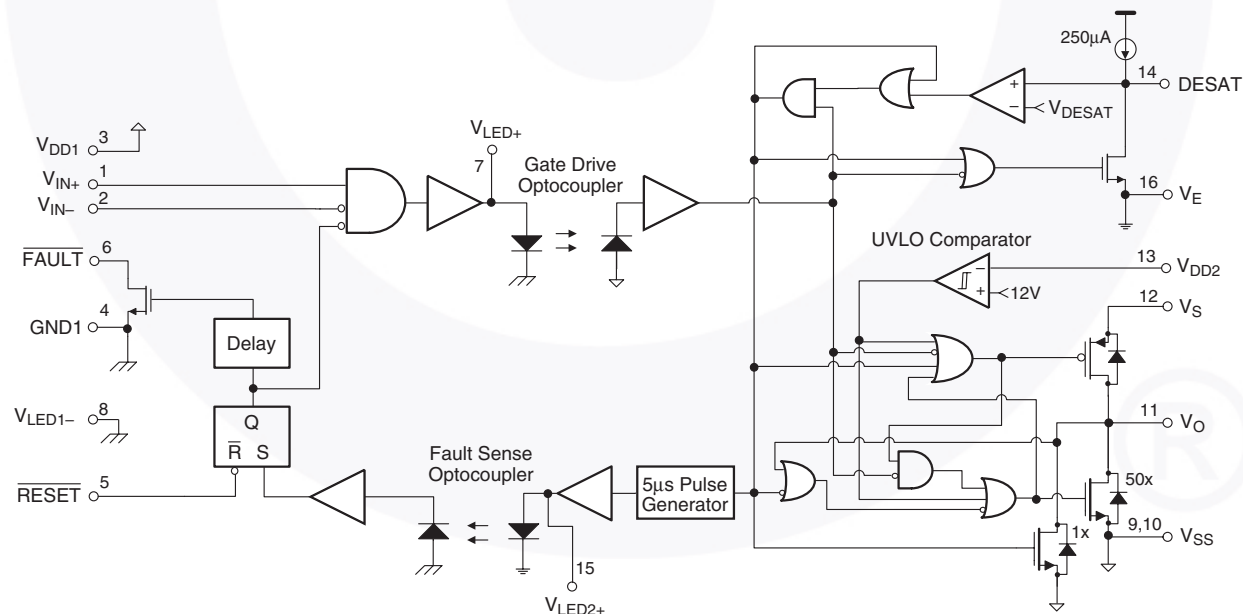 250μA
14
DESAT
+
−
V_DESAT
V_LED+
7
Gate Drive
Optocoupler
3
V_DD1
1
V_IN+
2
V_IN–
16
V_E
UVLO Comparator
6
FAULT
−
13
V_DD2
+
12V
12
V_S
4
GND1
Delay
8
V_LED1–
Q
R S
11
V_O
Fault Sense
Optocoupler
5μs Pulse
Generator
50x
5
RESET
1x
9,10
V_SS
15
V_LED2+
®